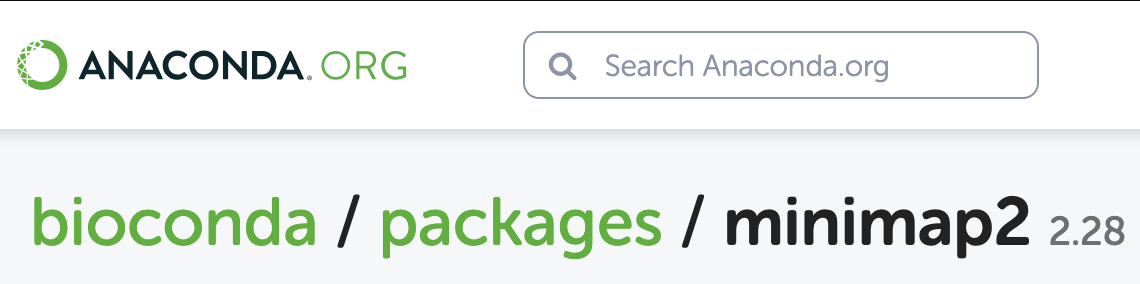 ANACONDA.ORG
Search Anaconda.org
bioconda / packages / minimap2 2.28